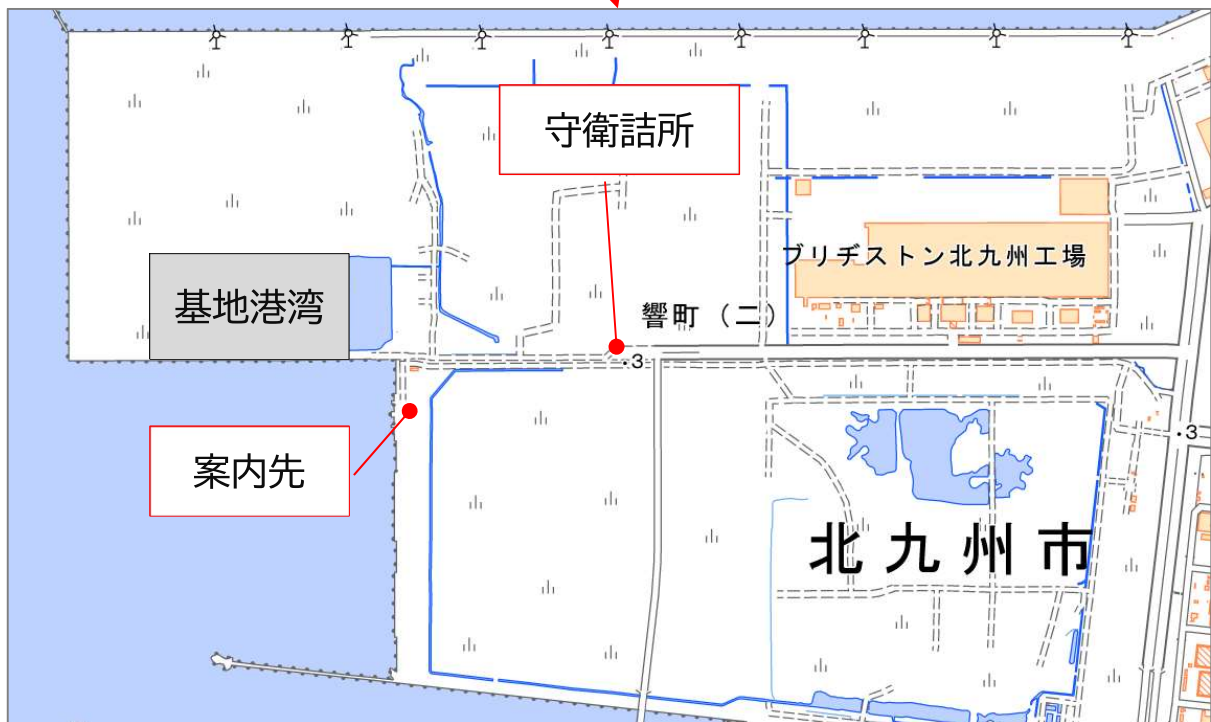 守衛詰所
ブリヂストン北九州工場
基地港湾
響町（二）
・3
案内先
・3
北九州市